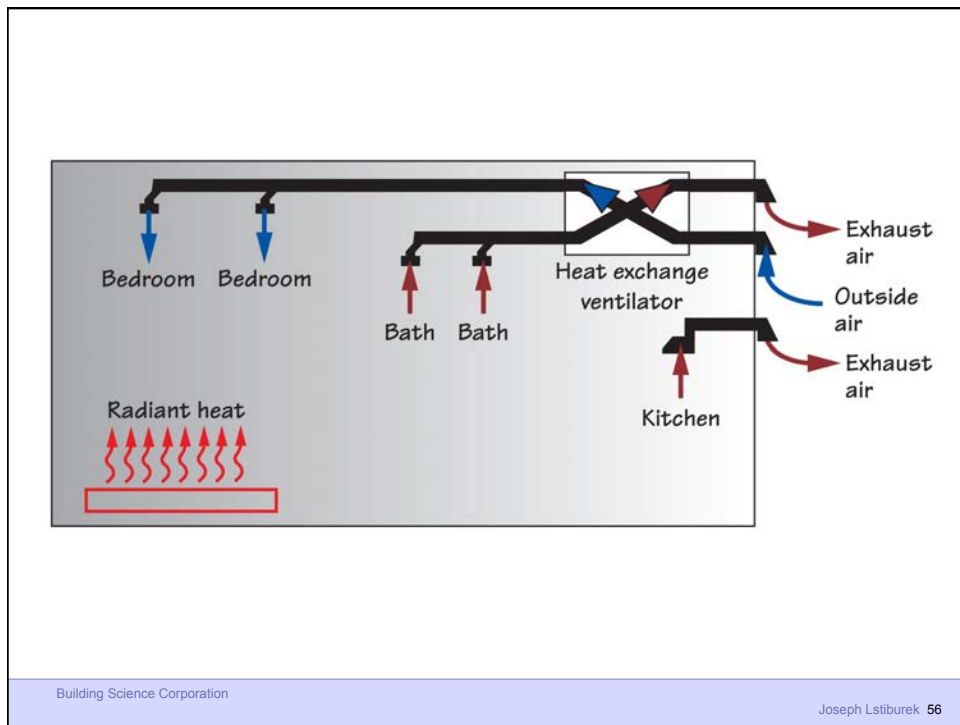 Exhaust
air
Bedroom Bedroom
Heat exchange
ventilator
Outside
air
Bath Bath
Exhaust
air
Radiant heat
Kitchen
Building Science Corporation
Joseph Lstiburek 56